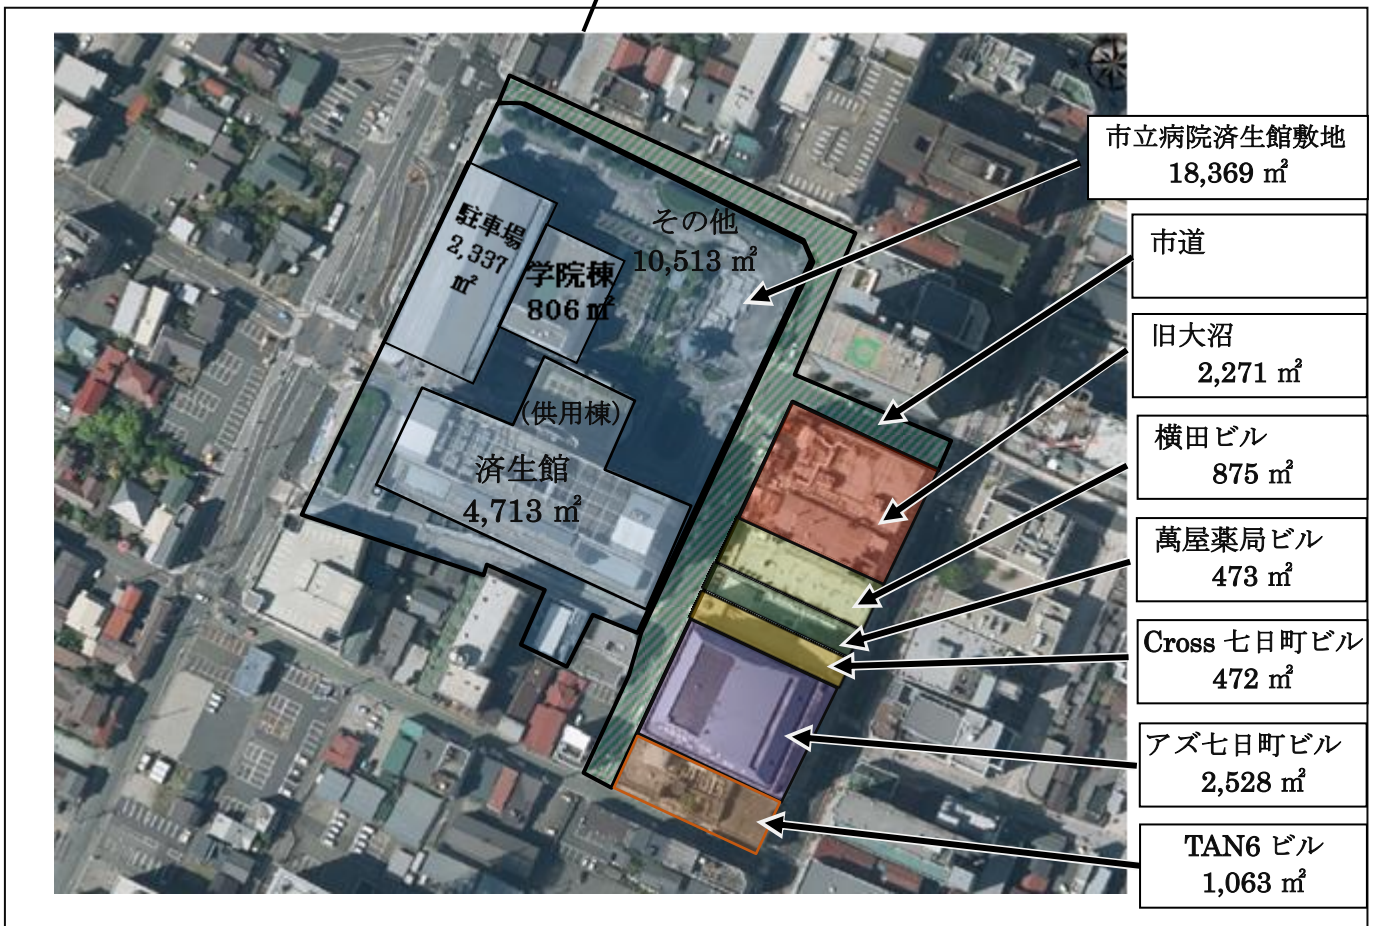 市立病院済生館敷地
18,369 ㎡
市道
旧大沼
2,271 ㎡
横田ビル
875 ㎡
萬屋薬局ビル
473 ㎡
Cross 七日町ビル
472 ㎡
アズ七日町ビル
2,528 ㎡
TAN6 ビル
1,063 ㎡
駐車場
2,337
㎡
学院棟
806 ㎡
その他
10,513 ㎡
(供用棟)
済生館
4,713 ㎡